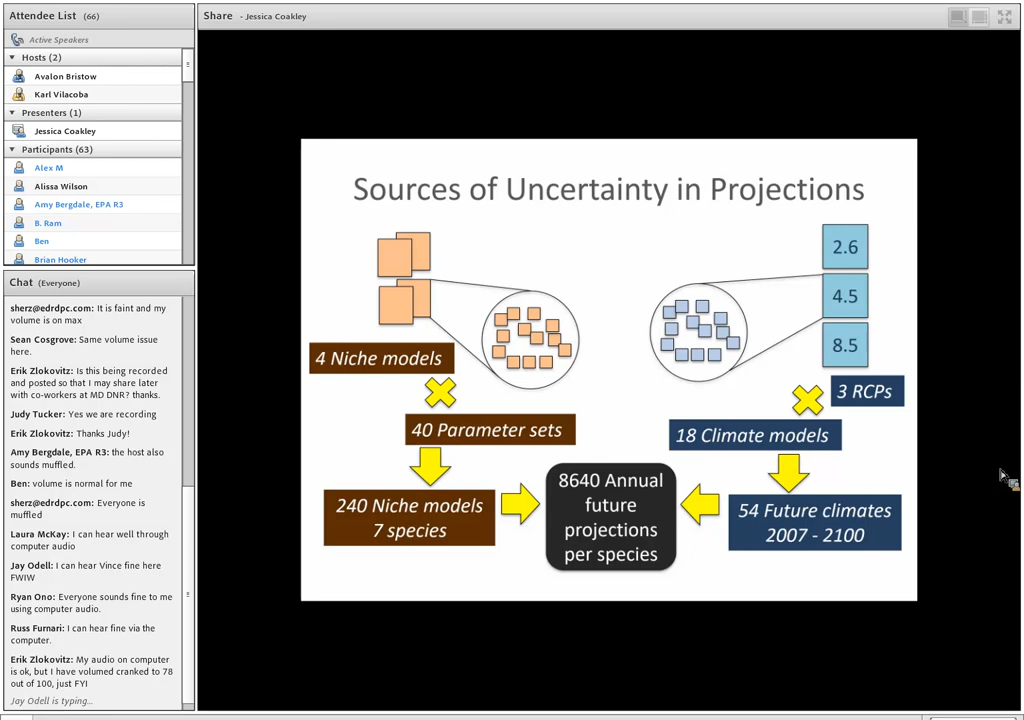 Attendee List (66)
Active Speakers
Hosts (2)
Avalon Bristow
Karl Vilacoba
Presenters (1)
Jessica Coakley
Participants (63)
Alex M
Alissa Wilson
Amy Bergdale, EPA R3
B. Ram
Ben
Brian Hooker
Chat (Everyone)
sherz@edrdpc.com: It is faint and my
volume is on max
Sean Cosgrove: Same volume issue
here.
Erik Zlokovitz: Is this being recorded
and posted so that I may share later
with co-workers at MD DNR? thanks.
Judy Tucker: Yes we are recording
Erik Zlokovitz: Thanks Judy!
Amy Bergdale, EPA R3: the host also
sounds muffled.
Ben: volume is normal for me
sherz@edrdpc.com: Everyone is
muffled
Laura McKay: I can hear well through
computer audio
Jay Odell: I can hear Vince fine here
FWIW
Ryan Ono: Everyone sounds fine to me
using computer audio.
Russ Furnari: I can hear fine via the
computer.
Erik Zlokovitz: My audio on computer
is ok, but I have volumed cranked to 78
out of 100, just FYI
Jay Odell is typing...
Share - Jessica Coakley
Sources of Uncertainty in Projections
2.6
4.5
8.5
4 Niche models
3 RCPs
40 Parameter sets
18 Climate models
240 Niche models
7 species
8640 Annual
future
projections
per species
54 Future climates
2007 - 2100